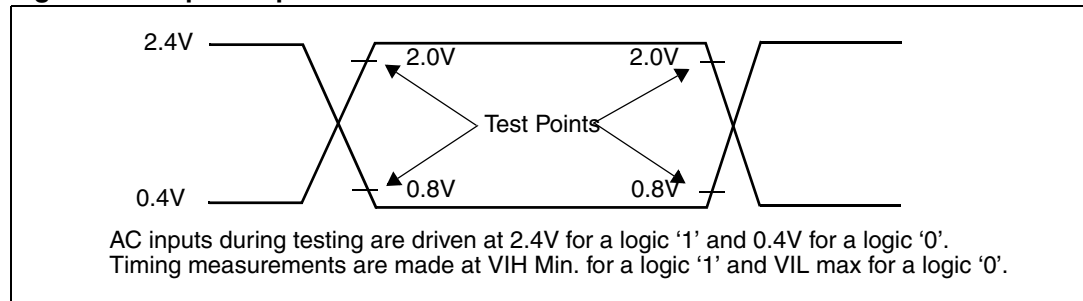 2.4V
2.0V 2.0V
Test Points
0.4V
0.8V 0.8V
AC inputs during testing are driven at 2.4V for a logic ‘1’ and 0.4V for a logic ‘0’.
Timing measurements are made at VIH Min. for a logic ‘1’ and VIL max for a logic ‘0’.